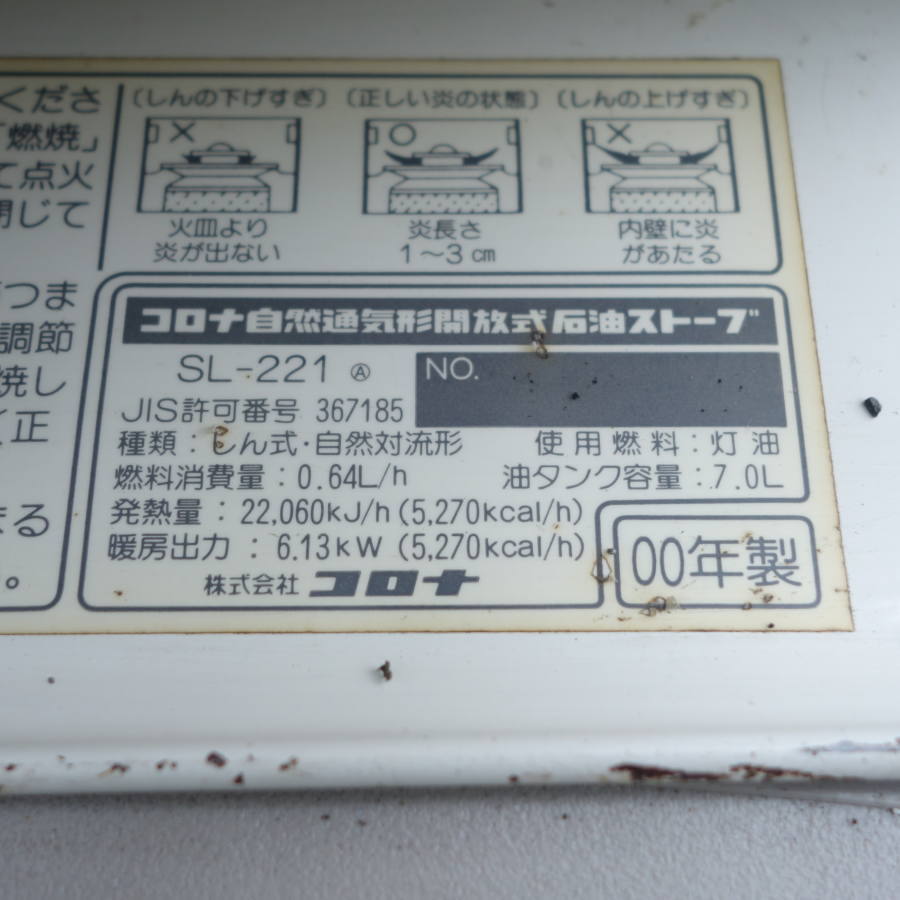 くださ
「燃焼」
て点火
閉じて
つま
調節
焼し
正
まる
。
(しんの下げすぎ) (正しい炎の状態) (しんの上げすぎ)
× ○ ×
火皿より 炎長さ 内壁に炎
炎が出ない 1～3cm があたる
コロナ自然通気形開放式石油ストーブ
SL-221 Ⓐ NO.
JIS許可番号 367185
種類：しん式・自然対流形 使用燃料：灯油
燃料消費量：0.64L/h 油タンク容量：7.0L
発熱量：22,060kJ/h(5,270kcal/h)
暖房出力：6.13kW (5,270kcal/h)
株式会社 コロナ
00年製